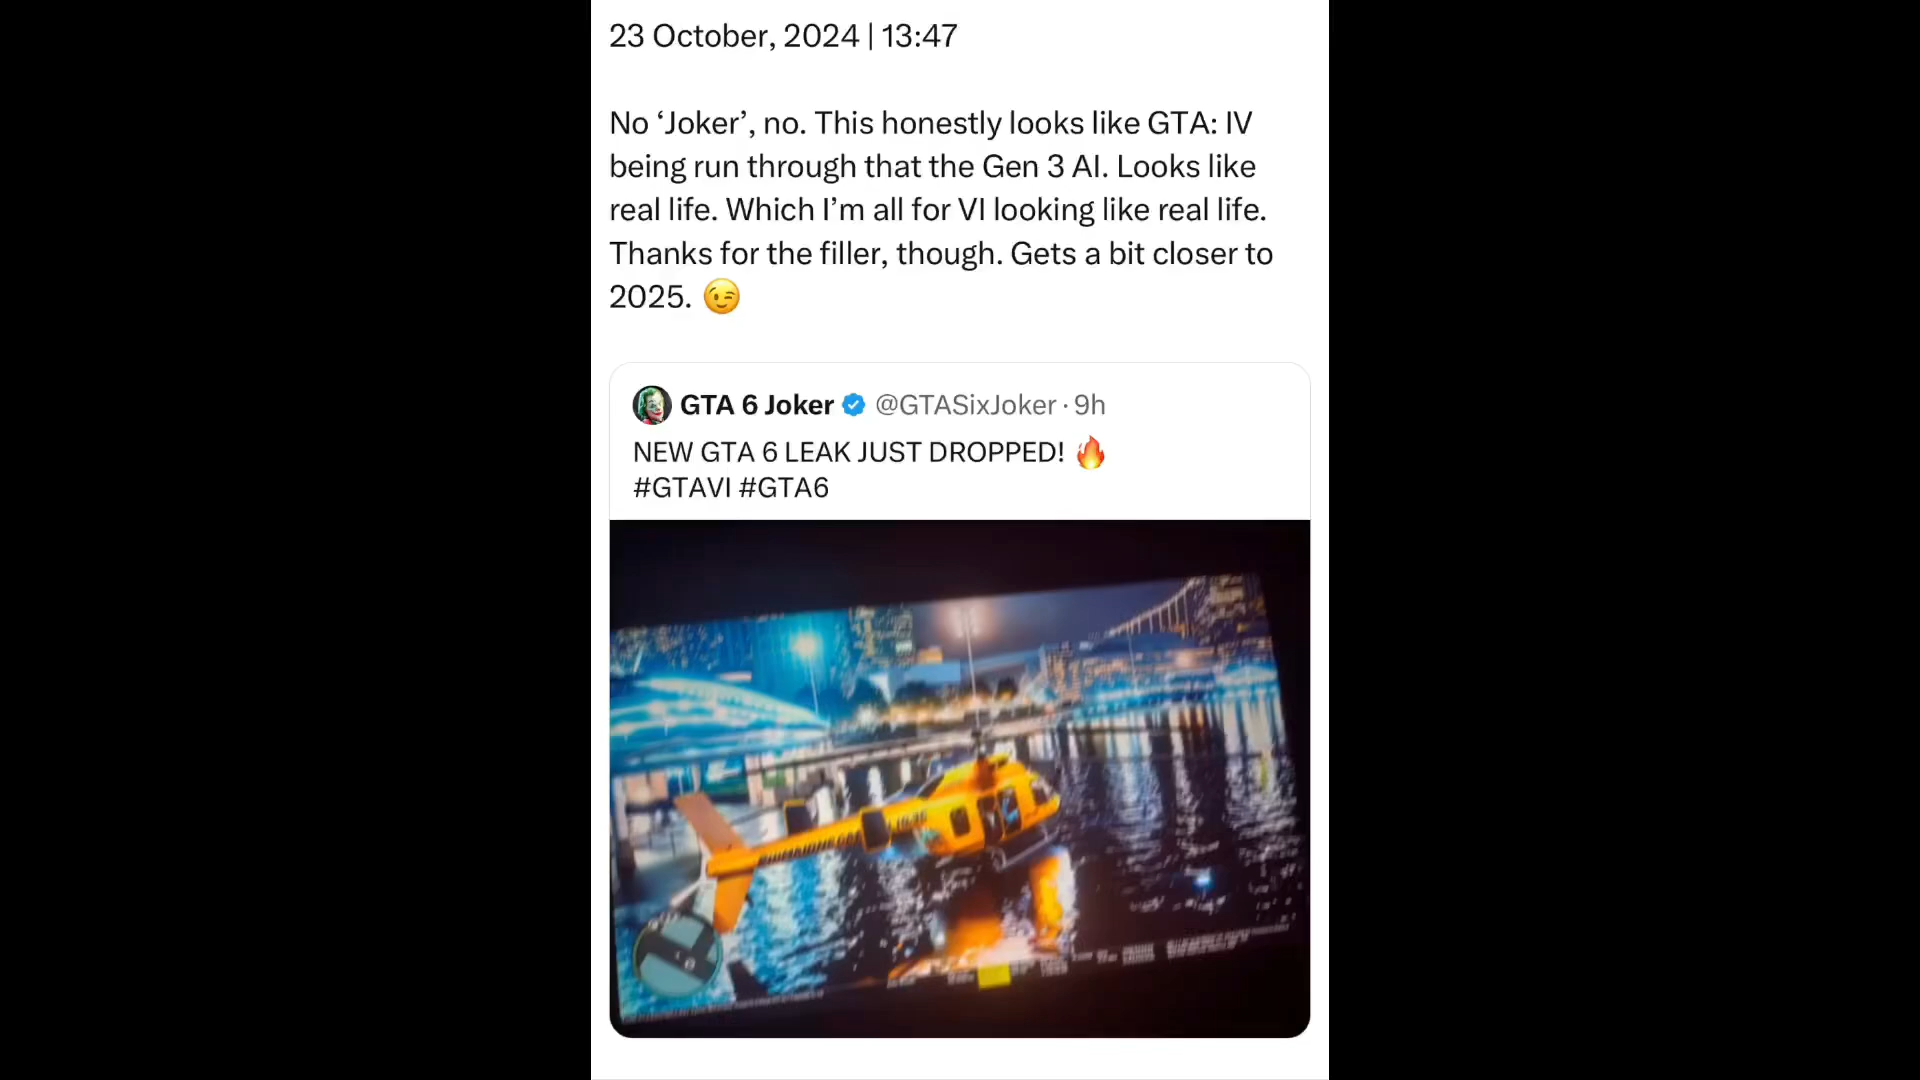 23 October, 2024 | 13:47
No ‘Joker’, no. This honestly looks like GTA: IV
being run through that the Gen 3 AI. Looks like
real life. Which I’m all for VI looking like real life.
Thanks for the filler, though. Gets a bit closer to
2025. 😉
GTA 6 Joker @GTASixJoker · 9h
NEW GTA 6 LEAK JUST DROPPED! 🔥
#GTAVI #GTA6